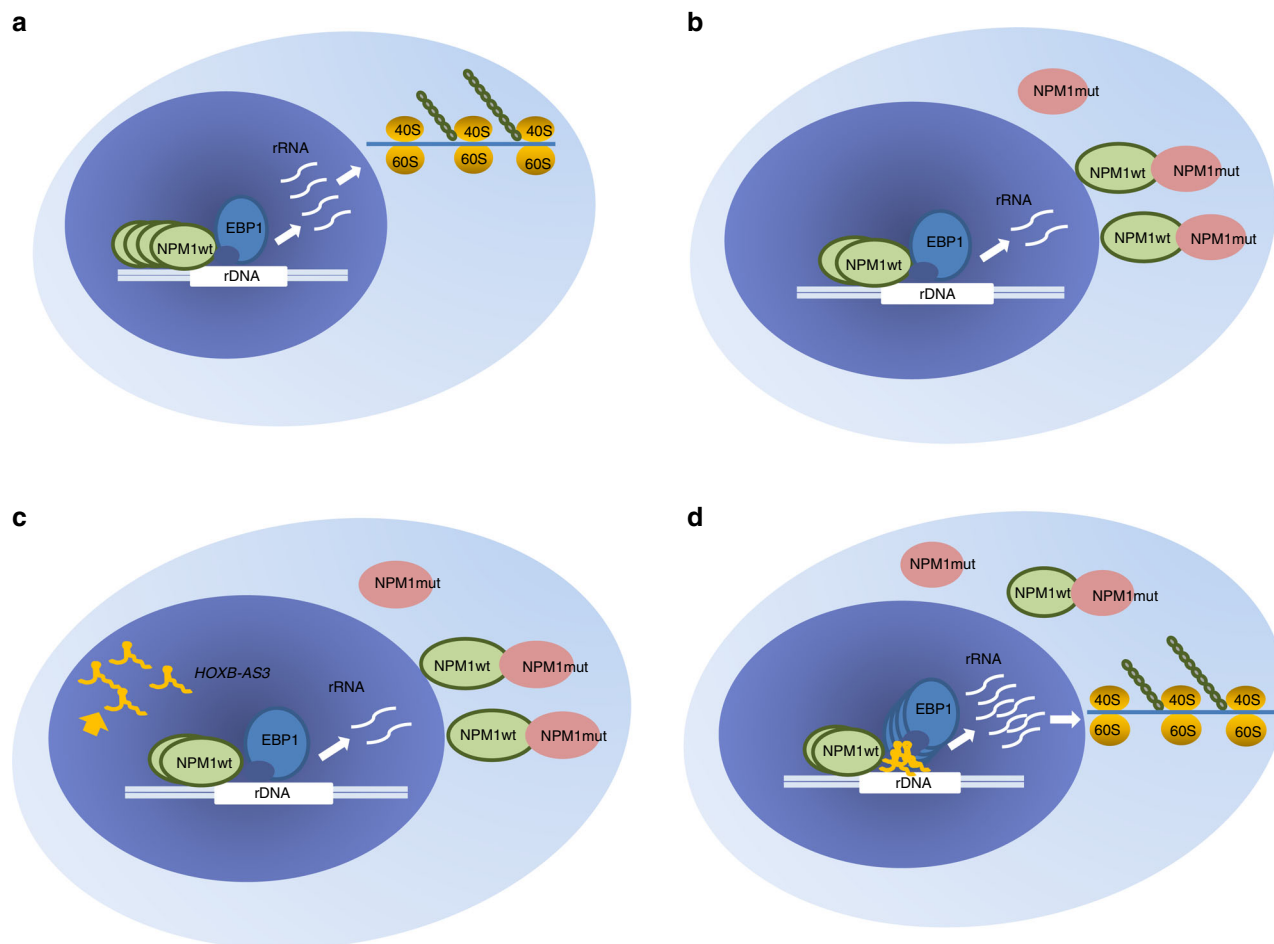 a
40S 40S 40S
60S 60S 60S
rRNA
EBP1
NPM1wt
rDNA
b
NPM1mut
NPM1wt NPM1mut
rRNA
NPM1wt NPM1mut
EBP1
NPM1wt
rDNA
c
NPM1mut
HOXB-AS3
NPM1wt NPM1mut
rRNA
NPM1wt NPM1mut
EBP1
NPM1wt
rDNA
d
NPM1mut
NPM1wt NPM1mut
rRNA
40S 40S 40S
60S 60S 60S
EBP1
NPM1wt
rDNA